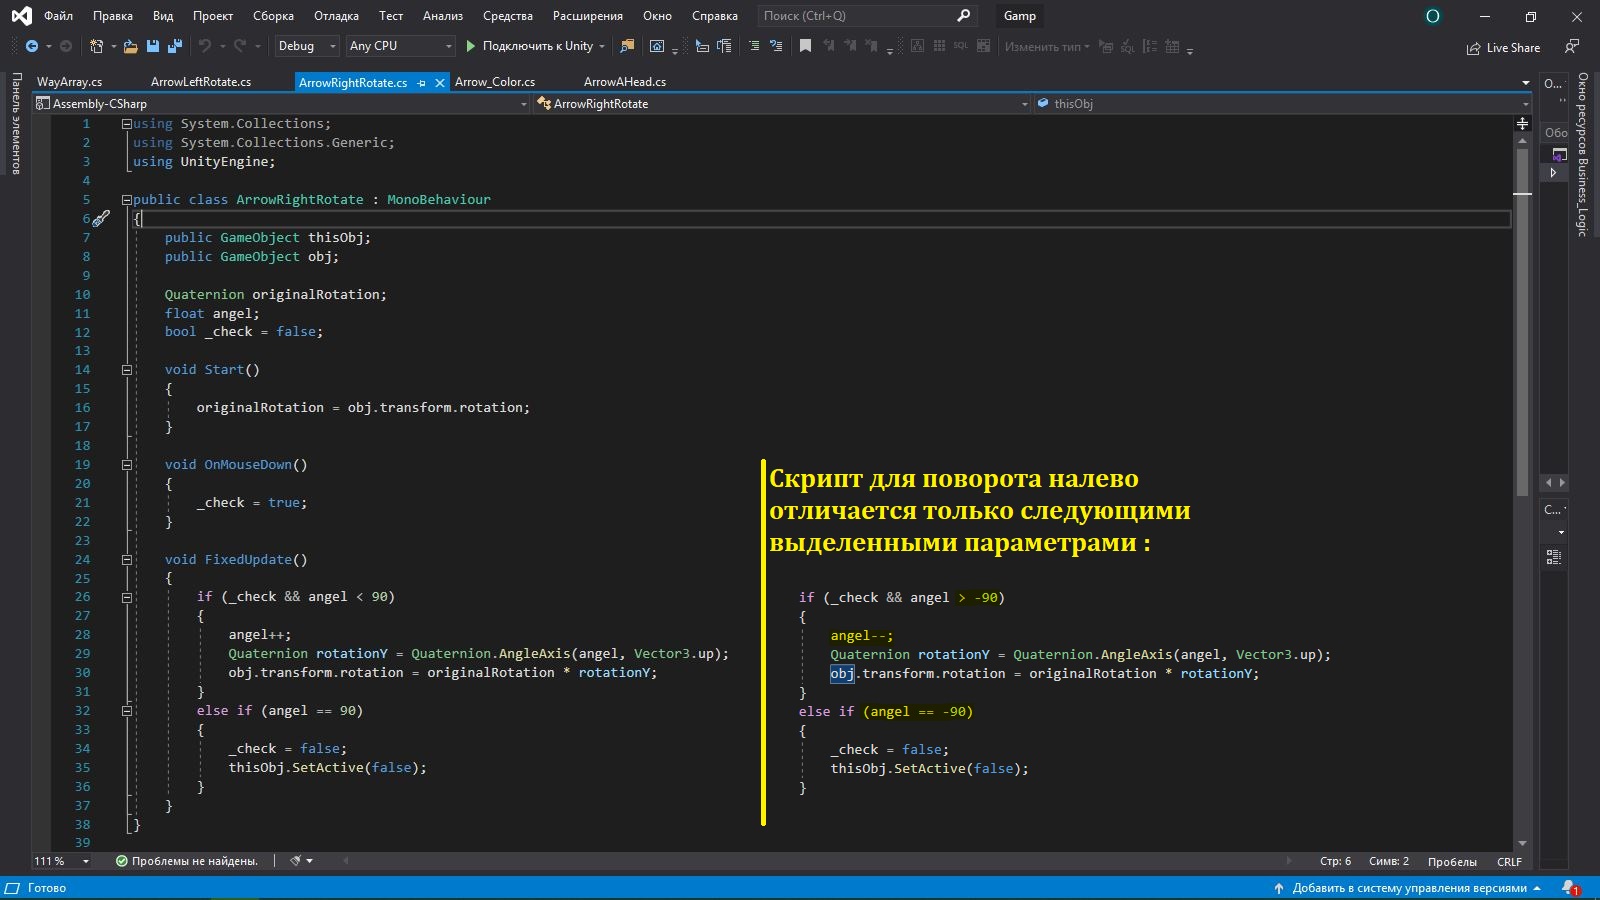 Файл Правка Вид Проект Сборка Отладка Тест Анализ Средства Расширения Окно Справка Поиск (Ctrl+Q) Gamp O
Debug Any CPU Подключить к Unity SQL Изменить тип SQL Live Share
WayArray.cs ArrowLeftRotate.cs ArrowRightRotate.cs Arrow_Color.cs ArrowAHead.cs
Assembly-CSharp ArrowRightRotate thisObj
Панель элементов
1 using System.Collections;
2 using System.Collections.Generic;
3 using UnityEngine;
4
5 public class ArrowRightRotate : MonoBehaviour
6 {
7 public GameObject thisObj;
8 public GameObject obj;
9
10 Quaternion originalRotation;
11 float angel;
12 bool _check = false;
13
14 void Start()
15 {
16 originalRotation = obj.transform.rotation;
17 }
18
19 void OnMouseDown()
20 {
21 _check = true;
22 }
23
24 void FixedUpdate()
25 {
26 if (_check && angel < 90)
27 {
28 angel++;
29 Quaternion rotationY = Quaternion.AngleAxis(angel, Vector3.up);
30 obj.transform.rotation = originalRotation * rotationY;
31 }
32 else if (angel == 90)
33 {
34 _check = false;
35 thisObj.SetActive(false);
36 }
37 }
38 }
39
Скрипт для поворота налево
отличается только следующими
выделенными параметрами :
if (_check && angel > -90)
{
angel--;
Quaternion rotationY = Quaternion.AngleAxis(angel, Vector3.up);
obj.transform.rotation = originalRotation * rotationY;
}
else if (angel == -90)
{
_check = false;
thisObj.SetActive(false);
}
О...
Обо
С...
Окно ресурсов Business_Logic
111 % Проблемы не найдены. Стр: 6 Симв: 2 Пробелы CRLF
Готово Добавить в систему управления версиями 1